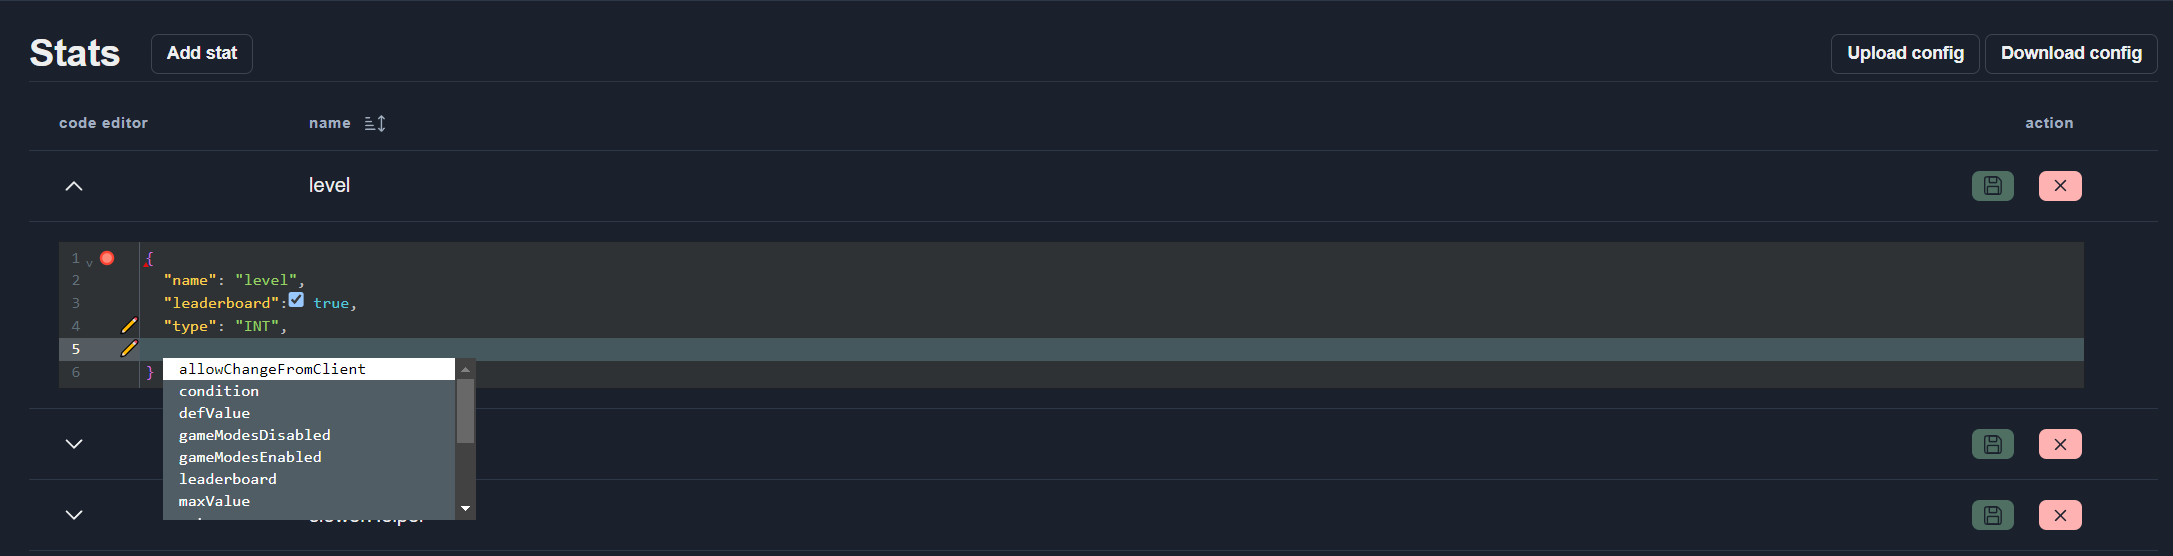 Stats Add stat Upload config Download config
code editor name action
level
1 {
2 "name": "level",
3 "leaderboard": true,
4 "type": "INT",
5
6 }
allowChangeFromClient
condition
defValue
gameModesDisabled
gameModesEnabled
leaderboard
maxValue